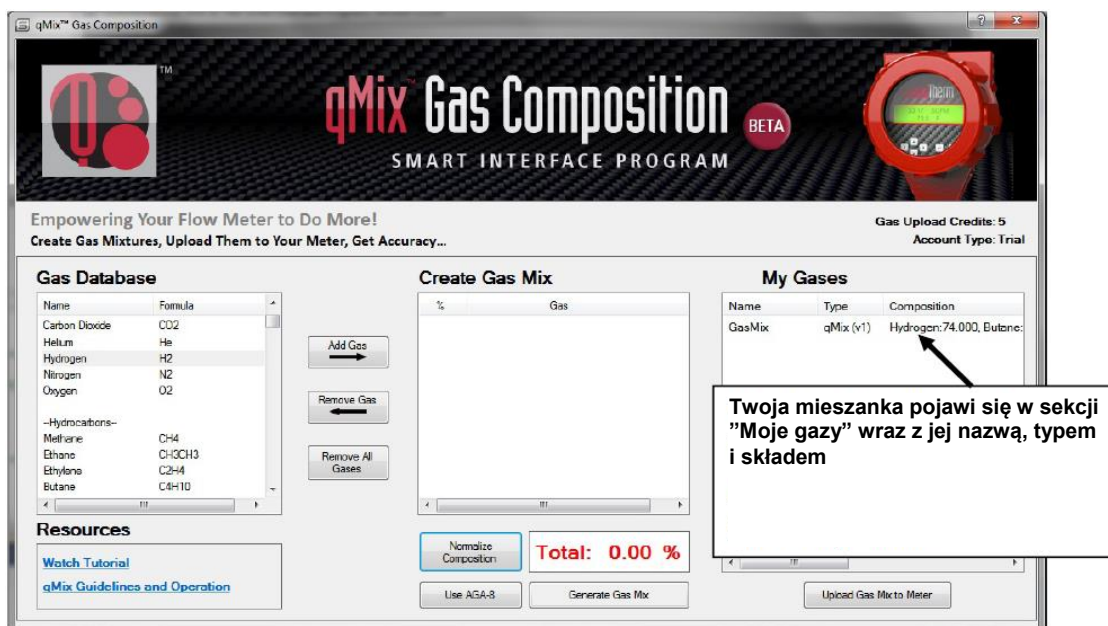 qMix™ Gas Composition
TM
qMix™ Gas Composition BETA
SMART INTERFACE PROGRAM
Empowering Your Flow Meter to Do More!
Create Gas Mixtures, Upload Them to Your Meter, Get Accuracy...
Gas Upload Credits: 5
Account Type: Trial
Gas Database
Name Formula
Carbon Dioxide CO2
Helium He
Hydrogen H2
Nitrogen N2
Oxygen O2
--Hydrocarbons--
Methane CH4
Ethane CH3CH3
Ethylene C2H4
Butane C4H10
Add Gas
Remove Gas
Remove All
Gases
Create Gas Mix
% Gas
My Gases
Name Type Composition
GasMix qMix (v1) Hydrogen:74.000, Butane:
Twoja mieszanka pojawi się w sekcji
”Moje gazy” wraz z jej nazwą, typem
i składem
Resources
Watch Tutorial
qMix Guidelines and Operation
Normalize
Composition
Total: 0.00 %
Use AGA-8
Generate Gas Mix
Upload Gas Mix to Meter